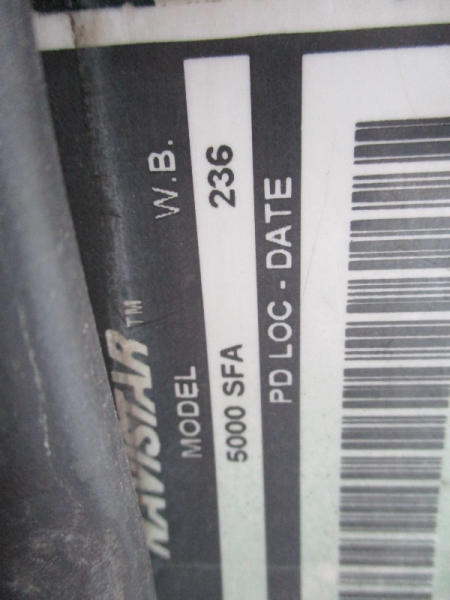 NAVISTAR™
MODEL W.B.
5000 SFA 236
PD LOC - DATE